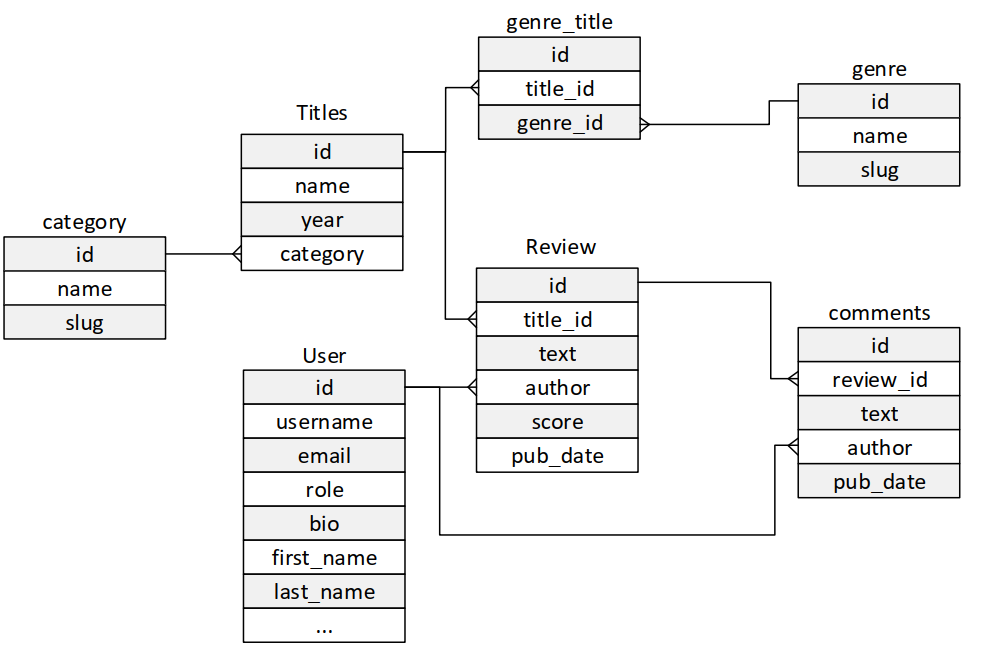 genre_title
id
title_id
genre_id
genre
id
name
slug
Titles
id
name
year
category
category
id
name
slug
Review
id
title_id
text
author
score
pub_date
comments
id
review_id
text
author
pub_date
User
id
username
email
role
bio
first_name
last_name
...